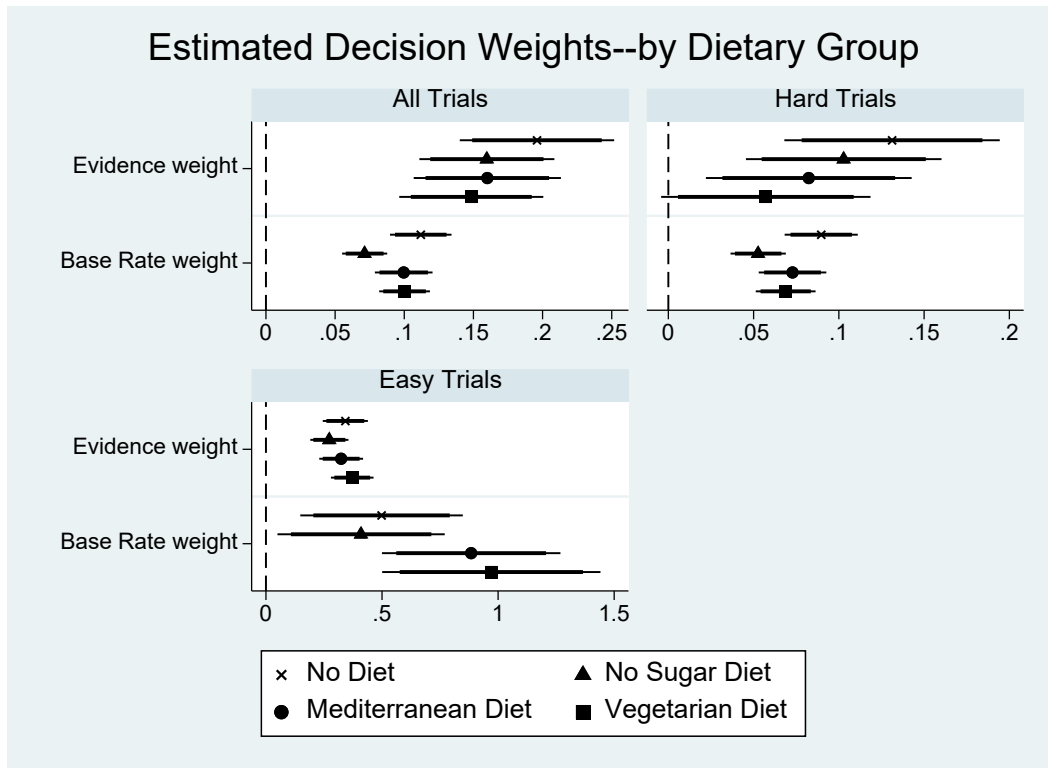 Estimated Decision Weights--by Dietary Group
All Trials
Hard Trials
Evidence weight
Base Rate weight
0 .05 .1 .15 .2 .25
0 .05 .1 .15 .2
Easy Trials
Evidence weight
Base Rate weight
0 .5 1 1.5
No Diet
No Sugar Diet
Mediterranean Diet
Vegetarian Diet